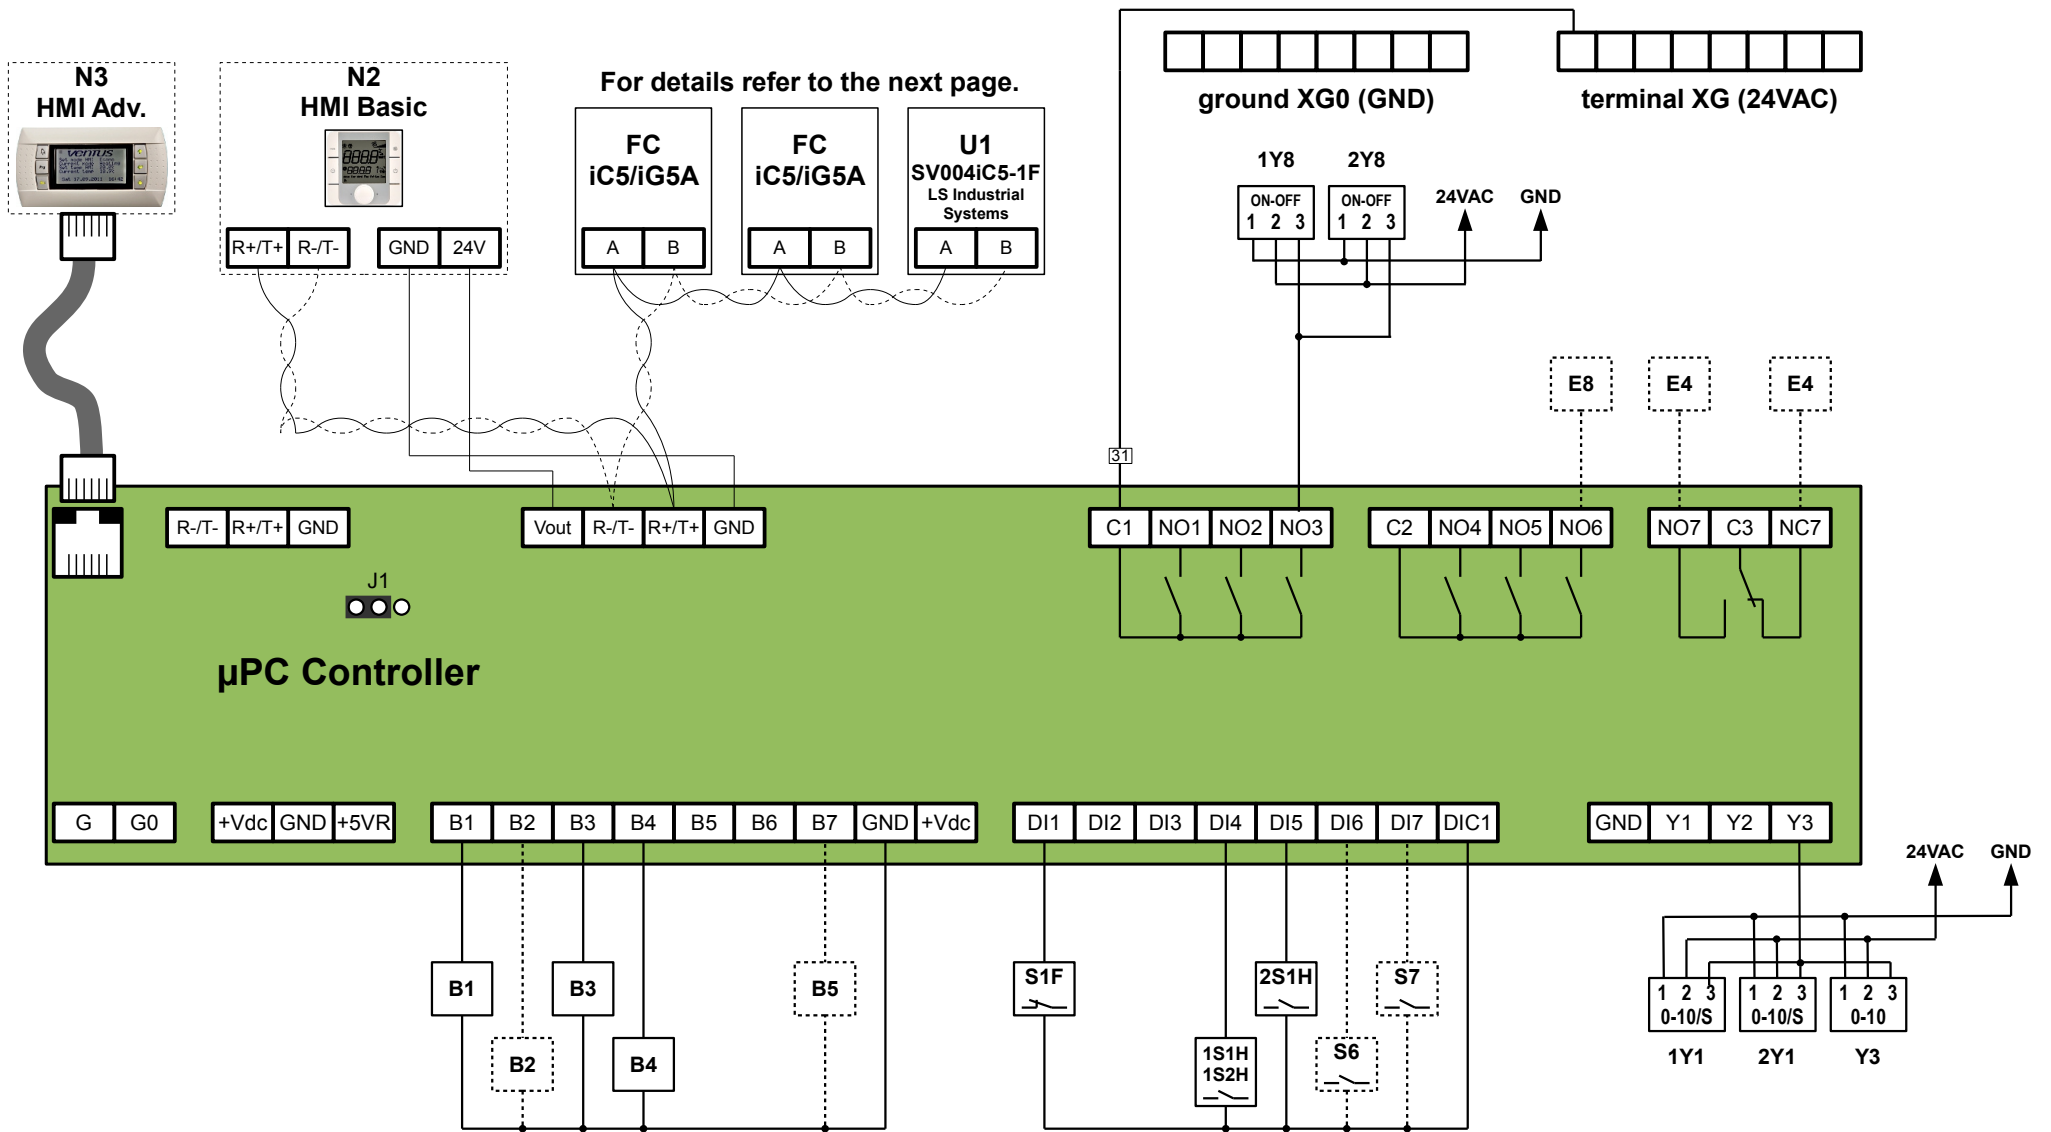 N3
HMI Adv.
ventus
N2
HMI Basic
R+/T+ R-/T- GND 24V
For details refer to the next page.
FC
iC5/iG5A
A B
FC
iC5/iG5A
A B
U1
SV004iC5-1F
LS Industrial
Systems
A B
ground XG0 (GND)
terminal XG (24VAC)
1Y8 2Y8
ON-OFF
1 2 3
ON-OFF
1 2 3
24VAC GND
E8 E4 E4
31
R-/T- R+/T+ GND
Vout R-/T- R+/T+ GND
C1 NO1 NO2 NO3
C2 NO4 NO5 NO6
NO7 C3 NC7
J1
µPC Controller
G G0
+Vdc GND +5VR
B1 B2 B3 B4 B5 B6 B7 GND +Vdc
DI1 DI2 DI3 DI4 DI5 DI6 DI7 DIC1
GND Y1 Y2 Y3
24VAC GND
B1 B3 B5
B2 B4
S1F 2S1H S7
1S1H
1S2H
S6
1 2 3
0-10/S
1 2 3
0-10/S
1 2 3
0-10
1Y1 2Y1 Y3